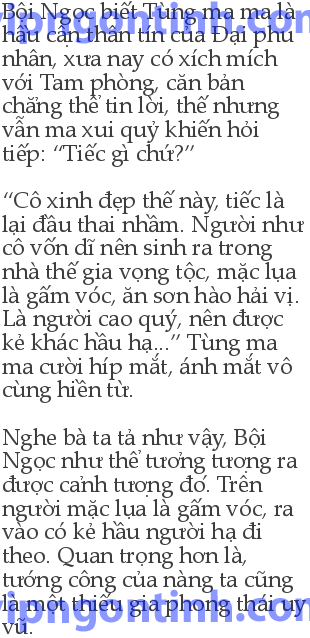 Bội Ngọc biết Tùng ma ma là
hầu cận thân tín của Đại phu
nhân, xưa nay có xích mích
với Tam phòng, căn bản
chẳng thể tin lời, thế nhưng
vẫn ma xui quỷ khiến hỏi
tiếp: “Tiếc gì chứ?”
“Cô xinh đẹp thế này, tiếc là
lại đầu thai nhầm. Người như
cô vốn dĩ nên sinh ra trong
nhà thế gia vọng tộc, mặc lụa
là gấm vóc, ăn sơn hào hải vị.
Là người cao quý, nên được
kẻ khác hầu hạ...” Tùng ma
ma cười híp mắt, ánh mắt vô
cùng hiền từ.
Nghe bà ta tả như vậy, Bội
Ngọc như thể tưởng tượng ra
được cảnh tượng đó. Trên
người mặc lụa là gấm vóc, ra
vào có kẻ hầu người hạ đi
theo. Quan trọng hơn là,
tướng công của nàng ta cũng
là một thiếu gia phong thái uy
vũ.
vipngontinh.com
vipngontinh.com